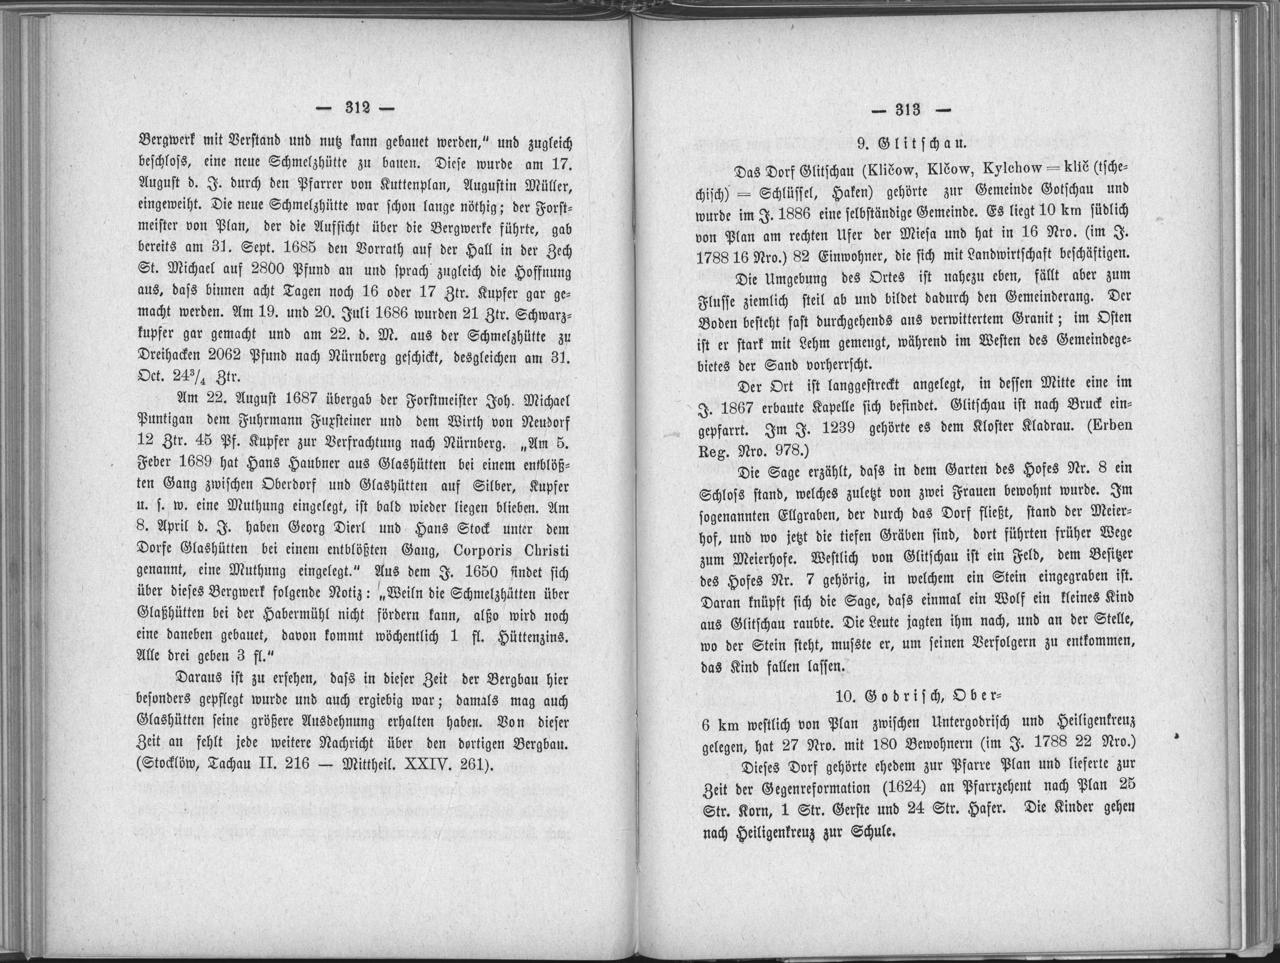 — 312 —
Bergwerk mit Verstand und nutz kann gebauet werden,“ und zugleich
beschloss, eine neue Schmelzhütte zu bauen. Diese wurde am 17.
August d. J. durch den Pfarrer von Kuttenplan, Augustin Müller,
eingeweiht. Die neue Schmelzhütte war schon lange nöthig; der Forst-
meister von Plan, der die Aufsicht über die Bergwerke führte, gab
bereits am 31. Sept. 1685 den Vorrath auf der Hall in der Zech
St. Michael auf 2800 Pfund an und sprach zugleich die Hoffnung
aus, dass binnen acht Tagen noch 16 oder 17 Ztr. Kupfer gar ge-
macht werden. Am 19. und 20. Juli 1686 wurden 21 Ztr. Schwarz-
kupfer gar gemacht und am 22. d. M. aus der Schmelzhütte zu
Dreihacken 2062 Pfund nach Nürnberg geschickt, desgleichen am 31.
Oct. 24¾ Ztr.
Am 22. August 1687 übergab der Forstmeister Joh. Michael
Puntigan dem Fuhrmann Fuxsteiner und dem Wirth von Neudorf
12 Ztr. 45 Pf. Kupfer zur Verfrachtung nach Nürnberg. „Am 5.
Feber 1689 hat Hans Haubner aus Glashütten bei einem entblöß-
ten Gang zwischen Oberdorf und Glashütten auf Silber, Kupfer
u. s. w. eine Muthung eingelegt, ist bald wieder liegen blieben. Am
8. April d. J. haben Georg Dierl und Hans Stock unter dem
Dorfe Glashütten bei einem entblößten Gang, Corporis Christi
genannt, eine Muthung eingelegt.“ Aus dem J. 1650 findet sich
über dieses Bergwerk folgende Notiz: „Weiln die Schmelzhütten über
Glaßhütten bei der Habermühl nicht fördern kann, alßo wird noch
eine daneben gebauet, davon kommt wöchentlich 1 fl. Hüttenzins.
Alle drei geben 3 fl.“
Daraus ist zu ersehen, dass in dieser Zeit der Bergbau hier
besonders gepflegt wurde und auch ergiebig war; damals mag auch
Glashütten seine größere Ausdehnung erhalten haben. Von dieser
Zeit an fehlt jede weitere Nachricht über den dortigen Bergbau.
(Stocklöw, Tachau II. 216 — Mittheil. XXIV. 261).
— 313 —
9. Glitschau.
Das Dorf Glitschau (Kličow, Klčow, Kylchow = klič (tsche-
chisch) = Schlüssel, Haken) gehörte zur Gemeinde Gotschau und
wurde im J. 1886 eine selbständige Gemeinde. Es liegt 10 km südlich
von Plan am rechten Ufer der Miesa und hat in 16 Nro. (im J.
1788 16 Nro.) 82 Einwohner, die sich mit Landwirtschaft beschäftigen.
Die Umgebung des Ortes ist nahezu eben, fällt aber zum
Flusse ziemlich steil ab und bildet dadurch den Gemeinderang. Der
Boden besteht fast durchgehends aus verwittertem Granit; im Osten
ist er stark mit Lehm gemengt, während im Westen des Gemeindege-
bietes der Sand vorherrscht.
Der Ort ist langgestreckt angelegt, in dessen Mitte eine im
J. 1867 erbaute Kapelle sich befindet. Glitschau ist nach Bruck ein-
gepfarrt. Im J. 1239 gehörte es dem Kloster Kladrau. (Erben
Reg. Nro. 978.)
Die Sage erzählt, dass in dem Garten des Hofes Nr. 8 ein
Schloss stand, welches zuletzt von zwei Frauen bewohnt wurde. Im
sogenannten Ellgraben, der durch das Dorf fließt, stand der Meier-
hof, und wo jetzt die tiefen Gräben sind, dort führten früher Wege
zum Meierhofe. Westlich von Glitschau ist ein Feld, dem Besitzer
des Hofes Nr. 7 gehörig, in welchem ein Stein eingegraben ist.
Daran knüpft sich die Sage, dass einmal ein Wolf ein kleines Kind
aus Glitschau raubte. Die Leute jagten ihm nach, und an der Stelle,
wo der Stein steht, musste er, um seinen Verfolgern zu entkommen,
das Kind fallen lassen.
10. Godrisch, Ober-
6 km westlich von Plan zwischen Untergodrisch und Heiligenkreuz
gelegen, hat 27 Nro. mit 180 Bewohnern (im J. 1788 22 Nro.)
Dieses Dorf gehörte ehedem zur Pfarre Plan und lieferte zur
Zeit der Gegenreformation (1624) an Pfarrzehent nach Plan 25
Str. Korn, 1 Str. Gerste und 24 Str. Hafer. Die Kinder gehen
nach Heiligenkreuz zur Schule.